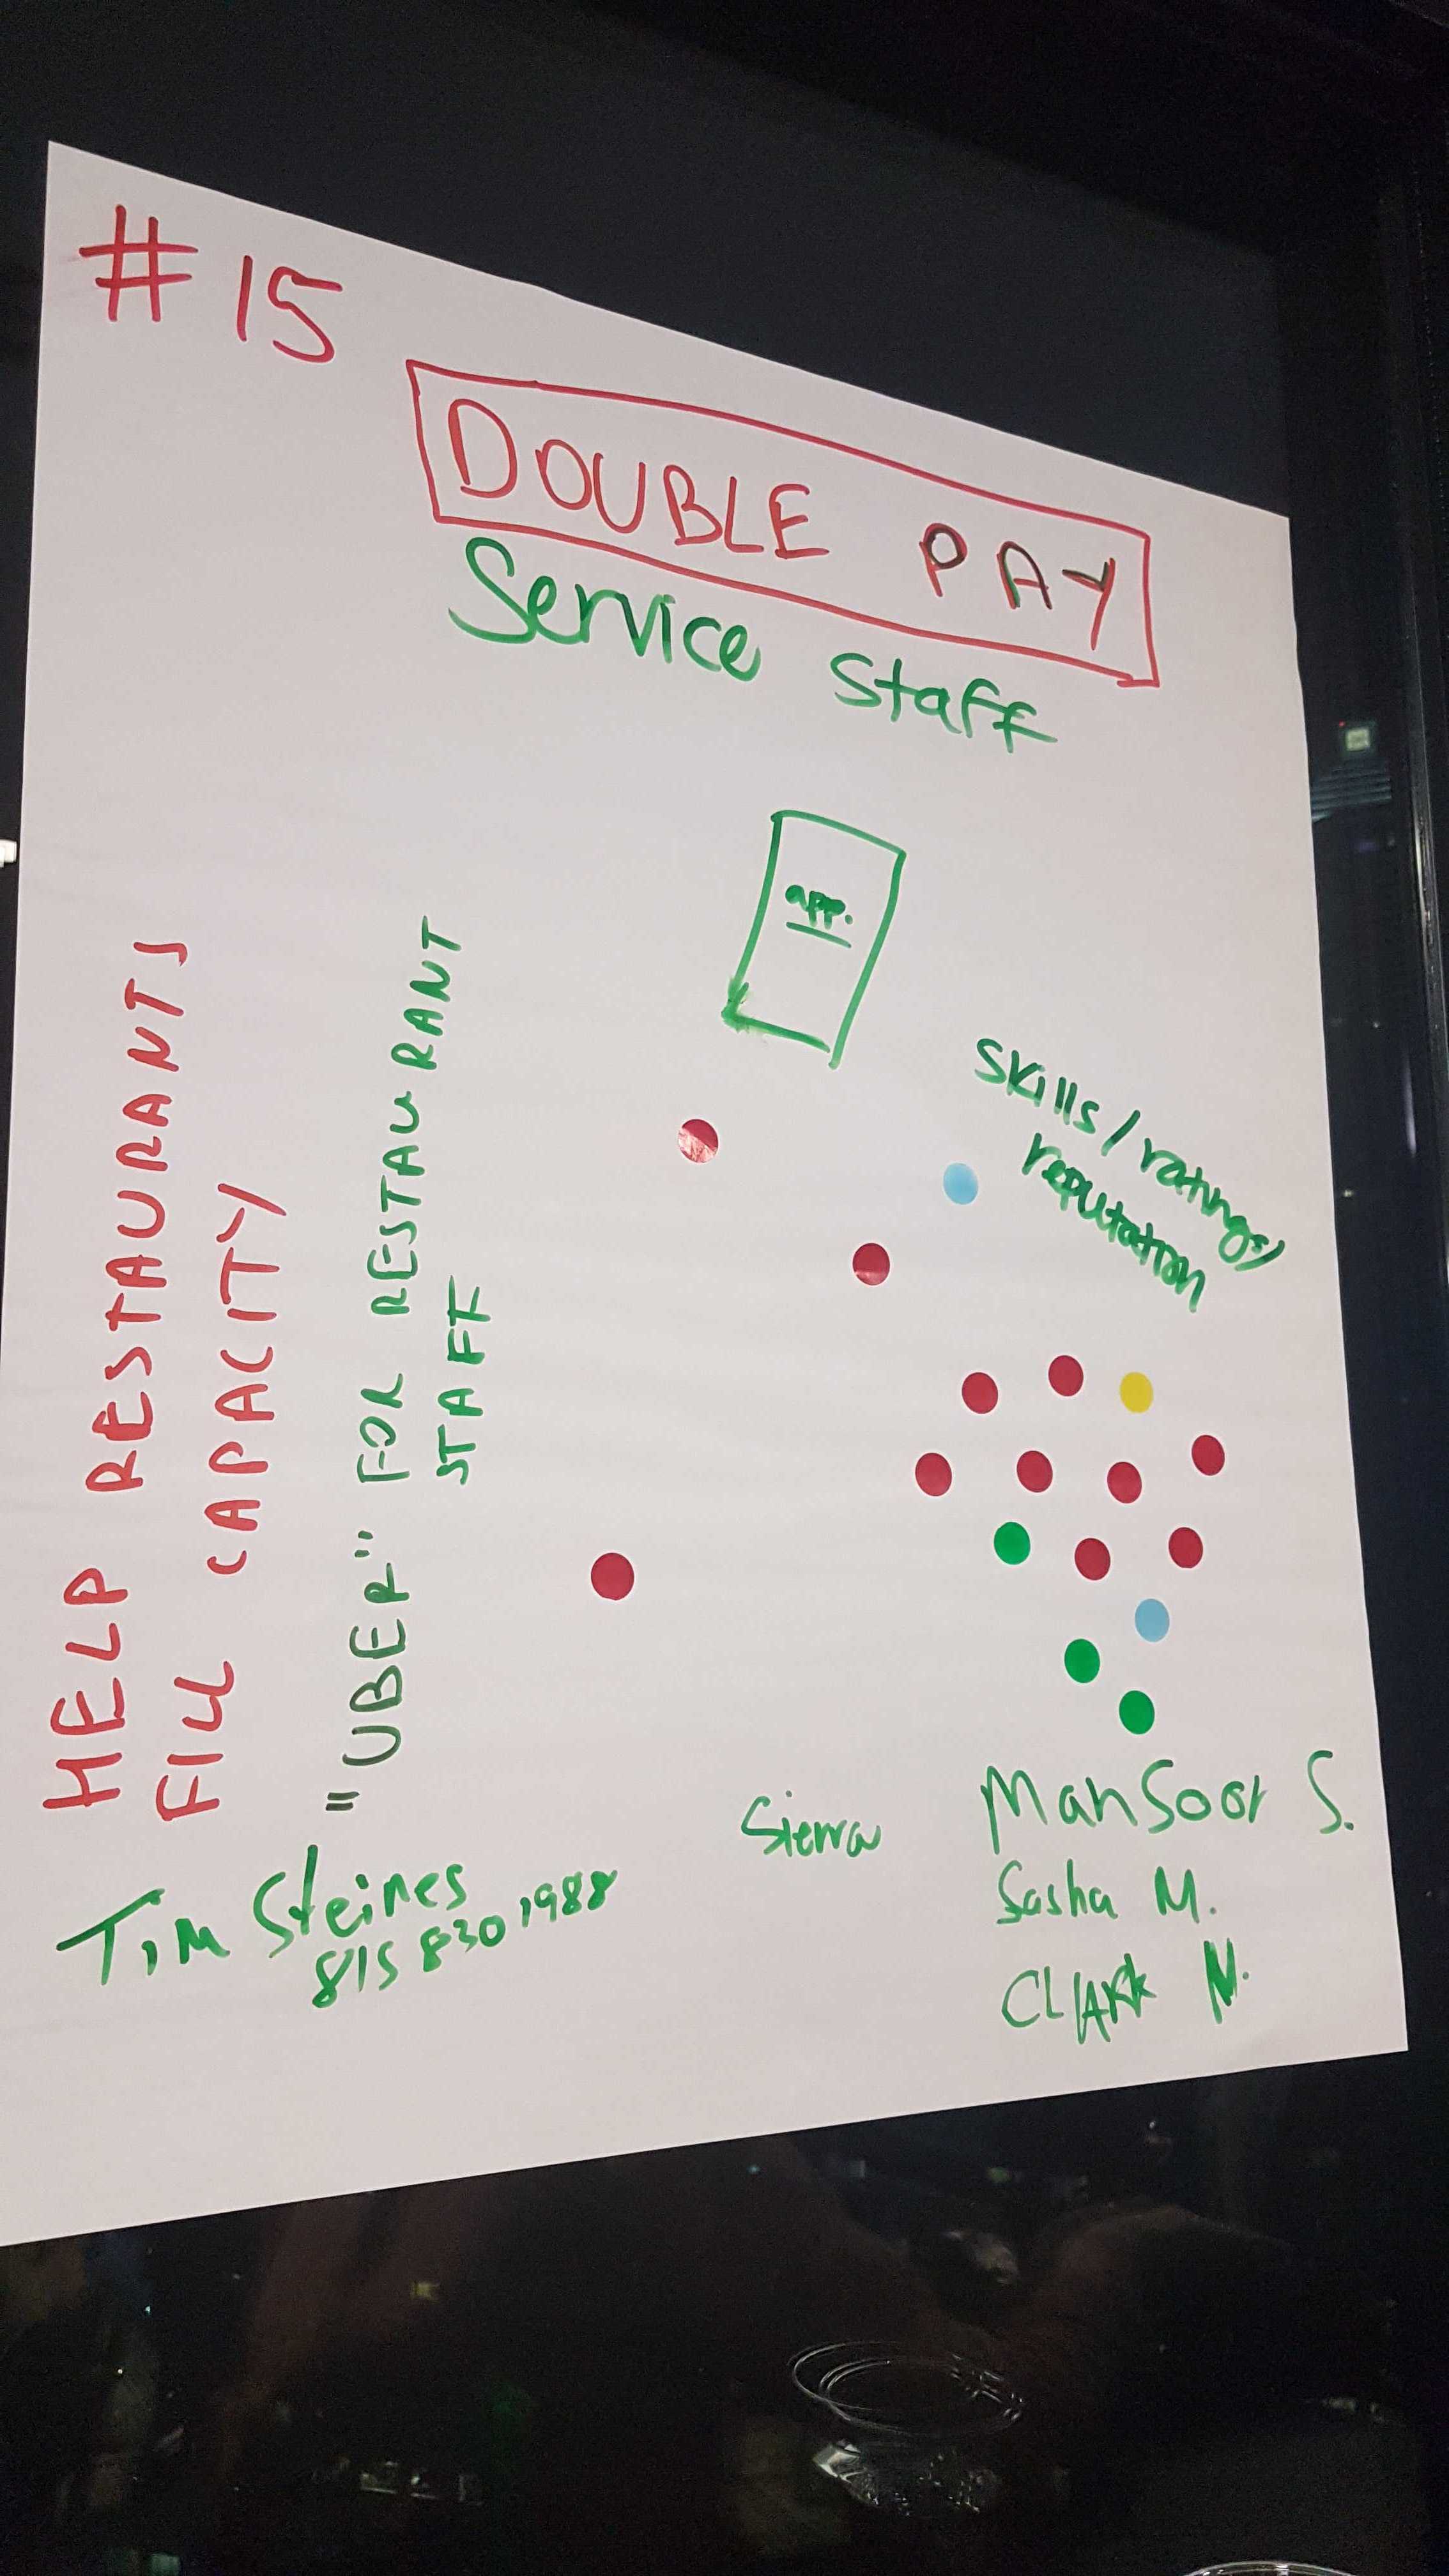 # 15
DOUBLE PAY
Service Staff
app.
Skills/ratings/
reputation
HELP RESTAURANTS
FILL CAPACITY
"UBER" FOR RESTAURANT
STAFF
Tim Steines
815 830 1988
Sierra
Mansoor S.
Sasha M.
CLARK N.